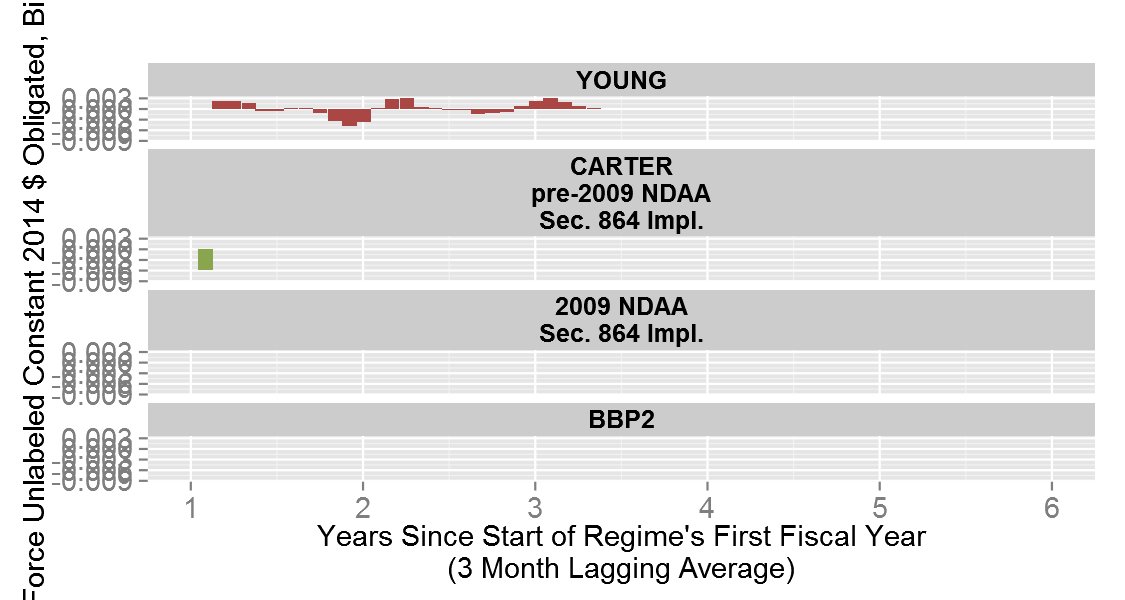 Force Unlabeled Constant 2014 $ Obligated, Bi
YOUNG
0.003
-0.009
CARTER
pre-2009 NDAA
Sec. 864 Impl.
0.003
-0.009
2009 NDAA
Sec. 864 Impl.
0.003
-0.009
BBP2
0.003
-0.009
1 2 3 4 5 6
Years Since Start of Regime's First Fiscal Year
(3 Month Lagging Average)